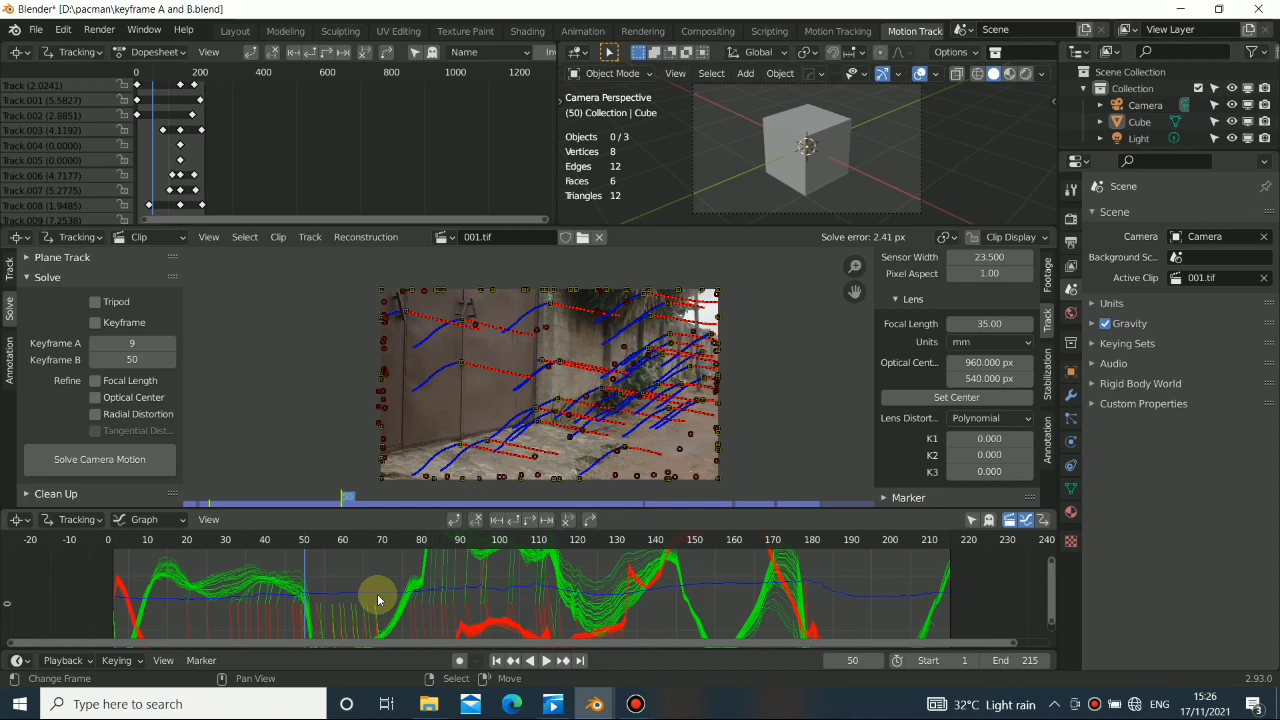 Blender* [D:\pacman\keyframe A and B.blend]
File Edit Render Window Help Layout Modeling Sculpting UV Editing Texture Paint Shading Animation Rendering Compositing Scripting Motion Tracking Motion Track Scene View Layer
Tracking Dopesheet View Name In
Global Options
0 200 400 600 800 1000 1200
Object Mode View Select Add Object
Track (2.0241)
Track.001 (5.5827)
Track.002 (2.8851)
Track.003 (4.1192)
Track.004 (0.0000)
Track.005 (0.0000)
Track.006 (4.7177)
Track.007 (5.2775)
Track.008 (1.9485)
Track.009 (7.2538)
Camera Perspective
(50) Collection | Cube
Objects 0 / 3
Vertices 8
Edges 12
Faces 6
Triangles 12
Scene Collection
Collection
Camera
Cube
Light
Tracking Clip View Select Clip Track Reconstruction 001.tif Solve error: 2.41 px Clip Display
Track
Solve
Annotation
Plane Track
Solve
Tripod
Keyframe
Keyframe A 9
Keyframe B 50
Refine Focal Length
Optical Center
Radial Distortion
Tangential Dist...
Solve Camera Motion
Clean Up
50
Sensor Width 23.500
Pixel Aspect 1.00
Lens
Focal Length 35.00
Units mm
Optical Cent... 960.000 px
540.000 px
Set Center
Lens Distort... Polynomial
K1 0.000
K2 0.000
K3 0.000
Marker
Footage
Track
Stabilization
Annotation
Scene
Scene
Camera Camera
Background Sc...
Active Clip 001.tif
Units
Gravity
Keying Sets
Audio
Rigid Body World
Custom Properties
Tracking Graph View
-20 -10 0 10 20 30 40 50 60 70 80 90 100 110 120 130 140 150 160 170 180 190 200 210 220 230 240
0
Playback Keying View Marker 50 Start 1 End 215
Change Frame Pan View Select Move 2.93.0
Type here to search 32°C Light rain ENG 15:26
17/11/2021
3